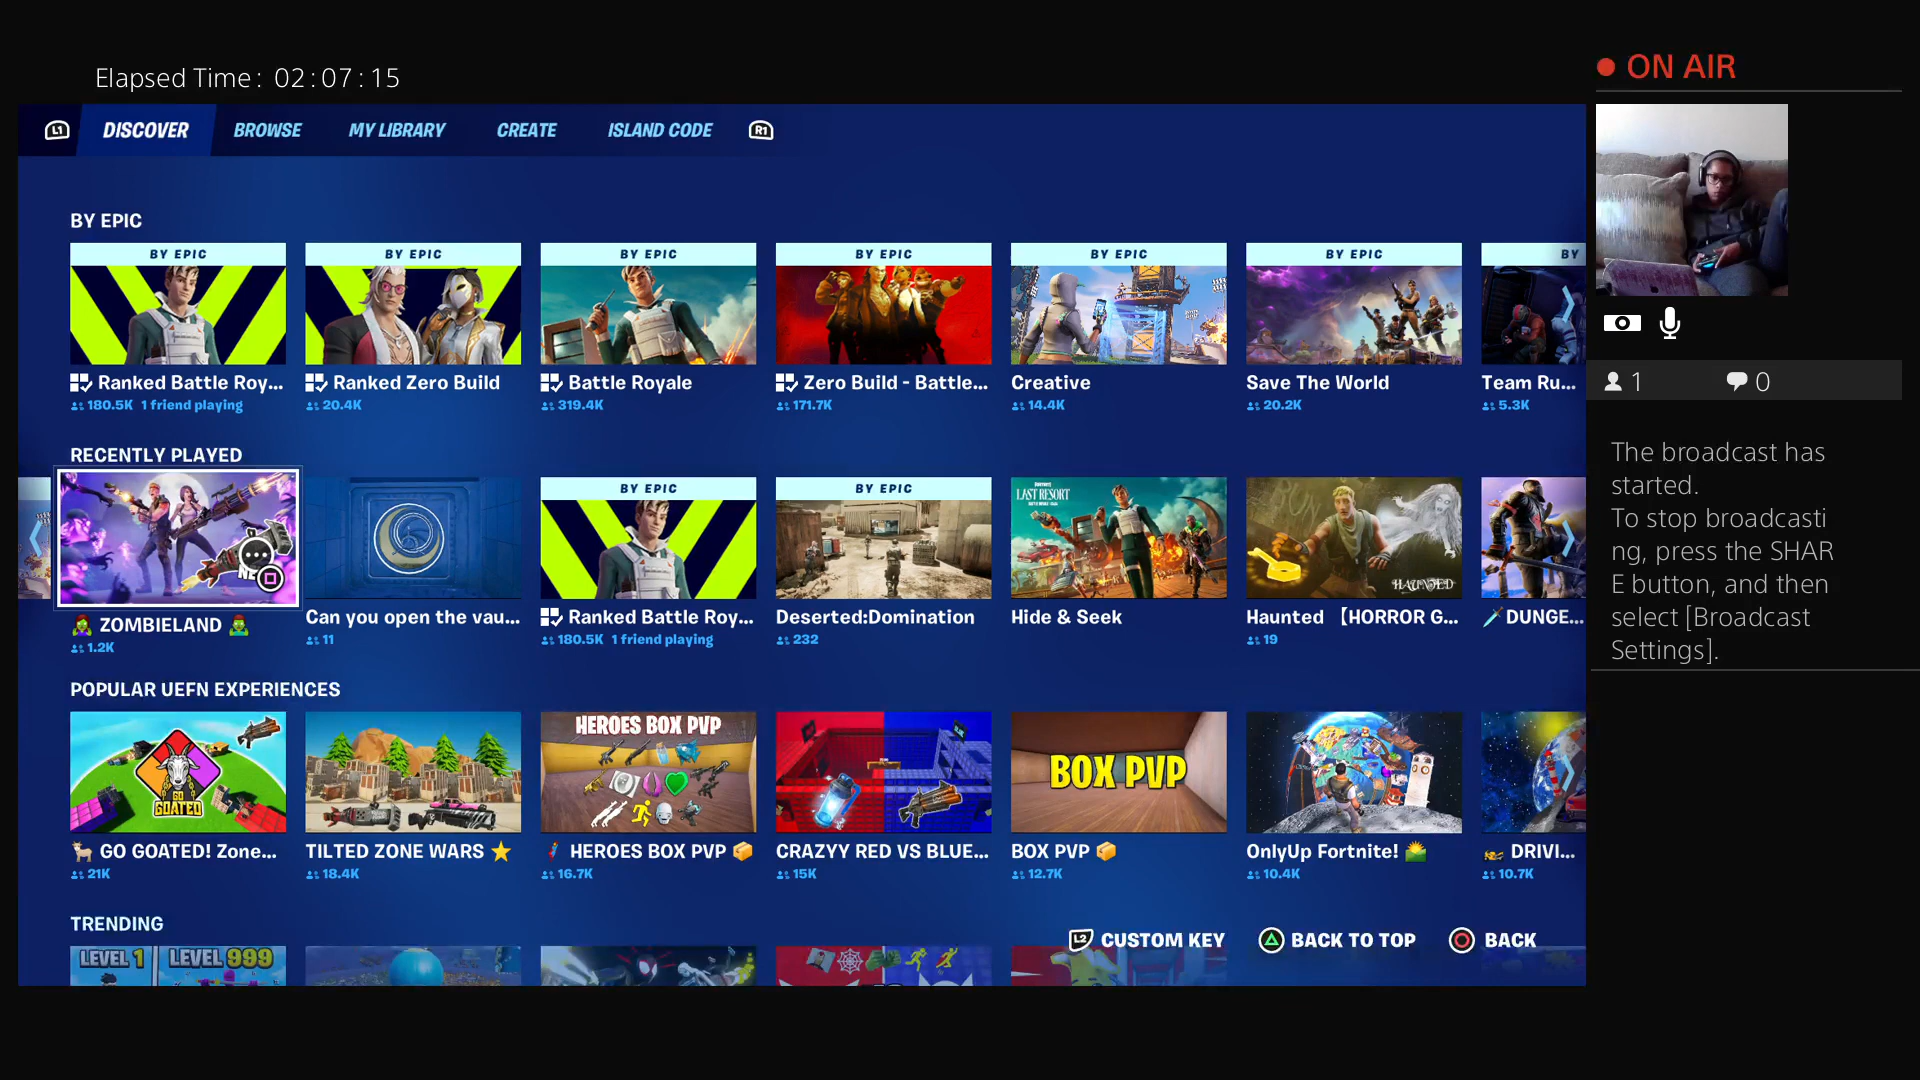 Elapsed Time: 02:07:15
ON AIR
L1 DISCOVER BROWSE MY LIBRARY CREATE ISLAND CODE R1
BY EPIC
BY EPIC BY EPIC BY EPIC BY EPIC BY EPIC BY EPIC BY
Ranked Battle Roy... Ranked Zero Build Battle Royale Zero Build - Battle... Creative Save The World Team Ru...
180.5K 1 friend playing 20.4K 319.4K 171.7K 14.4K 20.2K 5.3K
1 0
RECENTLY PLAYED
BY EPIC BY EPIC
LAST RESORT
HAUNTED
🧟‍♀️ ZOMBIELAND 🧟‍♂️ Can you open the vau... Ranked Battle Roy... Deserted:Domination Hide & Seek Haunted 【HORROR G... 🗡️DUNGE...
1.2K 11 180.5K 1 friend playing 232 19
The broadcast has
started.
To stop broadcasti
ng, press the SHAR
E button, and then
select [Broadcast
Settings].
POPULAR UEFN EXPERIENCES
GO GOATED
HEROES BOX PVP
BOX PVP
🐐 GO GOATED! Zone... TILTED ZONE WARS ⭐ HEROES BOX PVP 📦 CRAZYY RED VS BLUE... BOX PVP 📦 OnlyUp Fortnite! 🌄 DRIVI...
21K 18.4K 16.7K 15K 12.7K 10.4K 10.7K
TRENDING
LEVEL 1 LEVEL 999
L2 CUSTOM KEY BACK TO TOP BACK